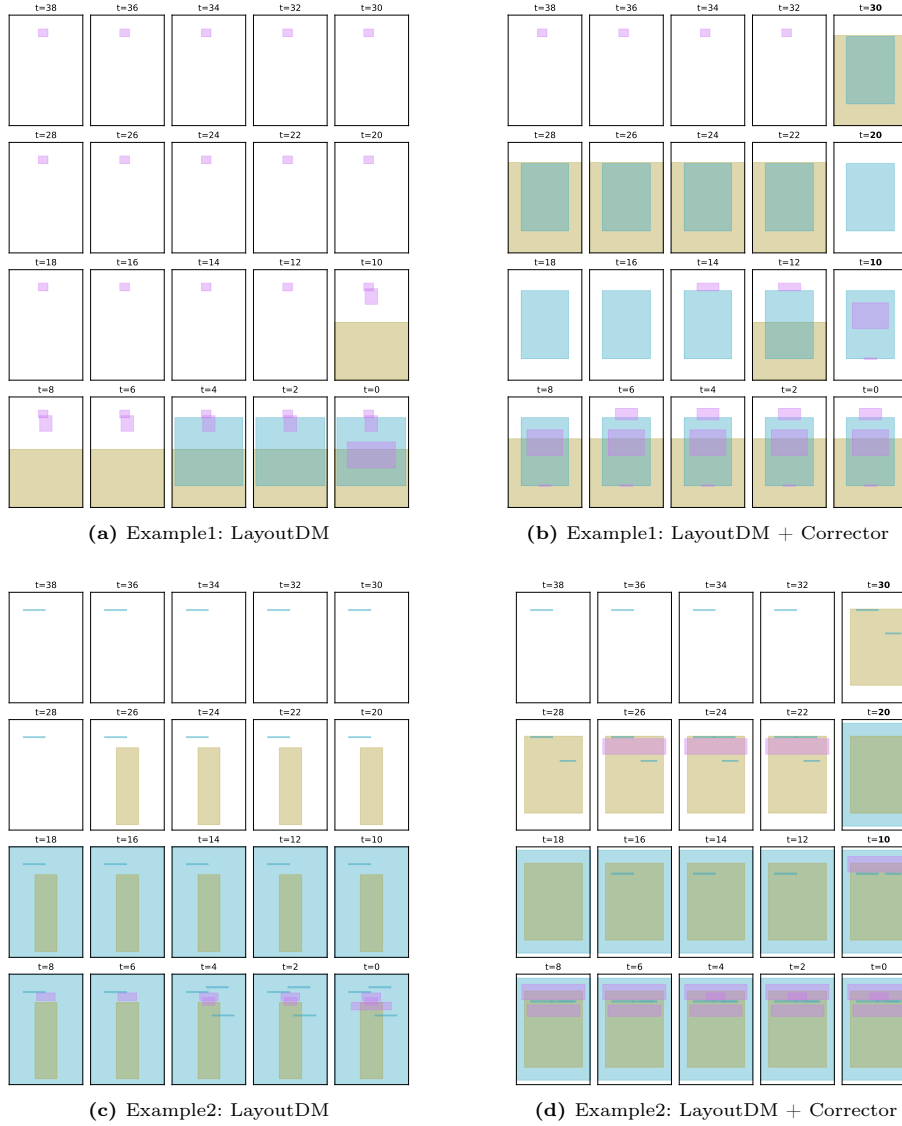 t=38 t=36 t=34 t=32 t=30
t=28 t=26 t=24 t=22 t=20
t=18 t=16 t=14 t=12 t=10
t=8 t=6 t=4 t=2 t=0
(a) Example1: LayoutDM
t=38 t=36 t=34 t=32 t=30
t=28 t=26 t=24 t=22 t=20
t=18 t=16 t=14 t=12 t=10
t=8 t=6 t=4 t=2 t=0
(b) Example1: LayoutDM + Corrector
t=38 t=36 t=34 t=32 t=30
t=28 t=26 t=24 t=22 t=20
t=18 t=16 t=14 t=12 t=10
t=8 t=6 t=4 t=2 t=0
(c) Example2: LayoutDM
t=38 t=36 t=34 t=32 t=30
t=28 t=26 t=24 t=22 t=20
t=18 t=16 t=14 t=12 t=10
t=8 t=6 t=4 t=2 t=0
(d) Example2: LayoutDM + Corrector